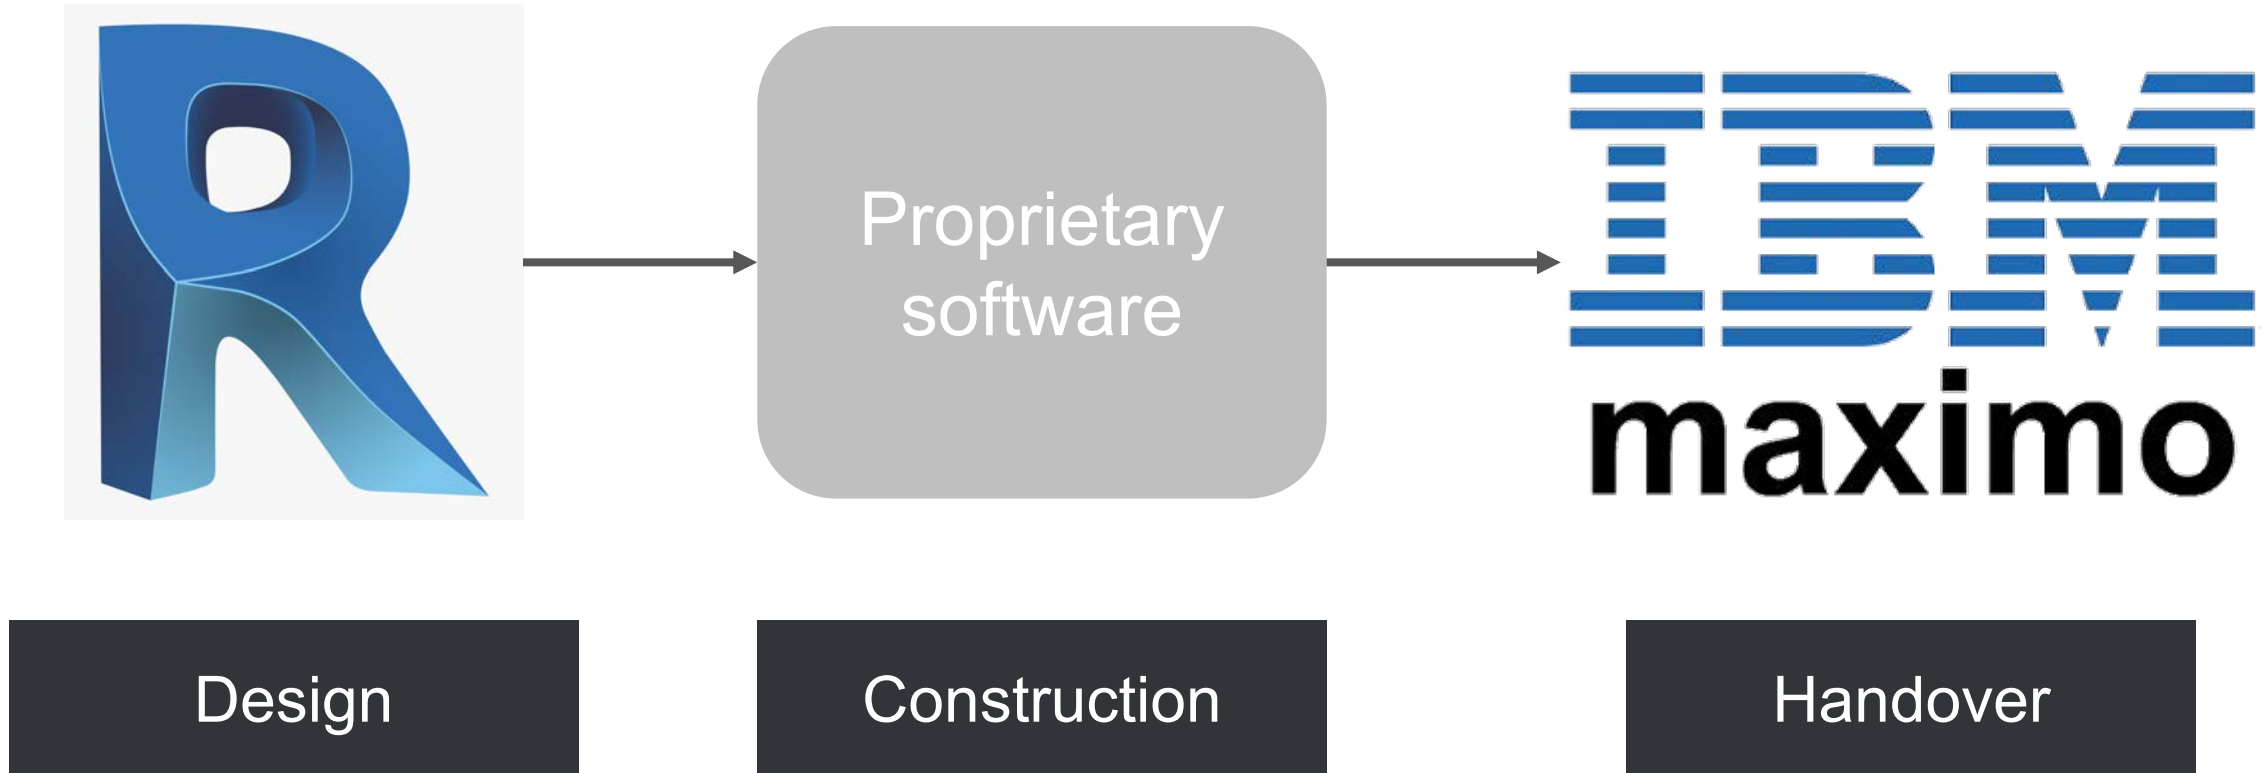 R
Proprietary
software
IBM
maximo
Design
Construction
Handover